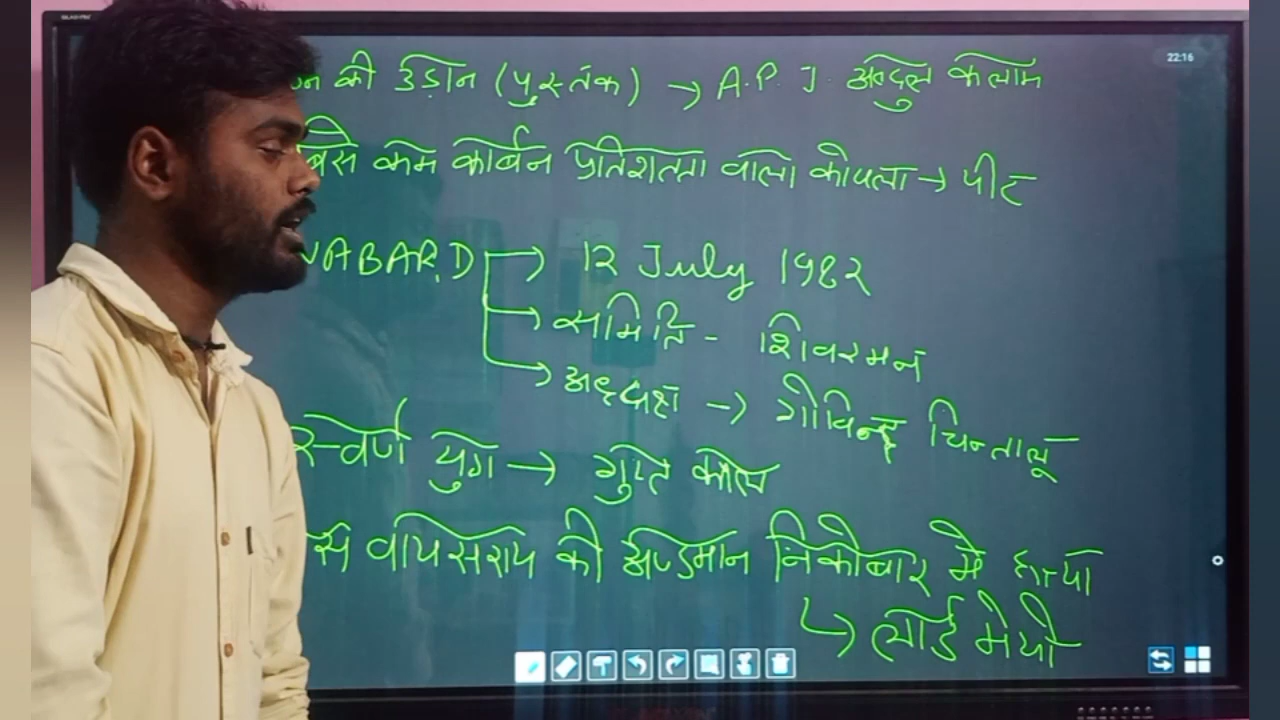 22:16
की उड़ान (पुस्तक) → A.P.J. अब्दुल कलाम
कम कार्बन प्रतिशतता वाला कोयला → पीट
NABARD → 12 July 1982
→ समिति - शिवरमन
→ अध्यक्ष → गोविन्द चिन्तालू
स्वर्ण युग → गुप्त काल
वायसराय की अण्डमान निकोबार मे हत्या
↳ लार्ड मेयो